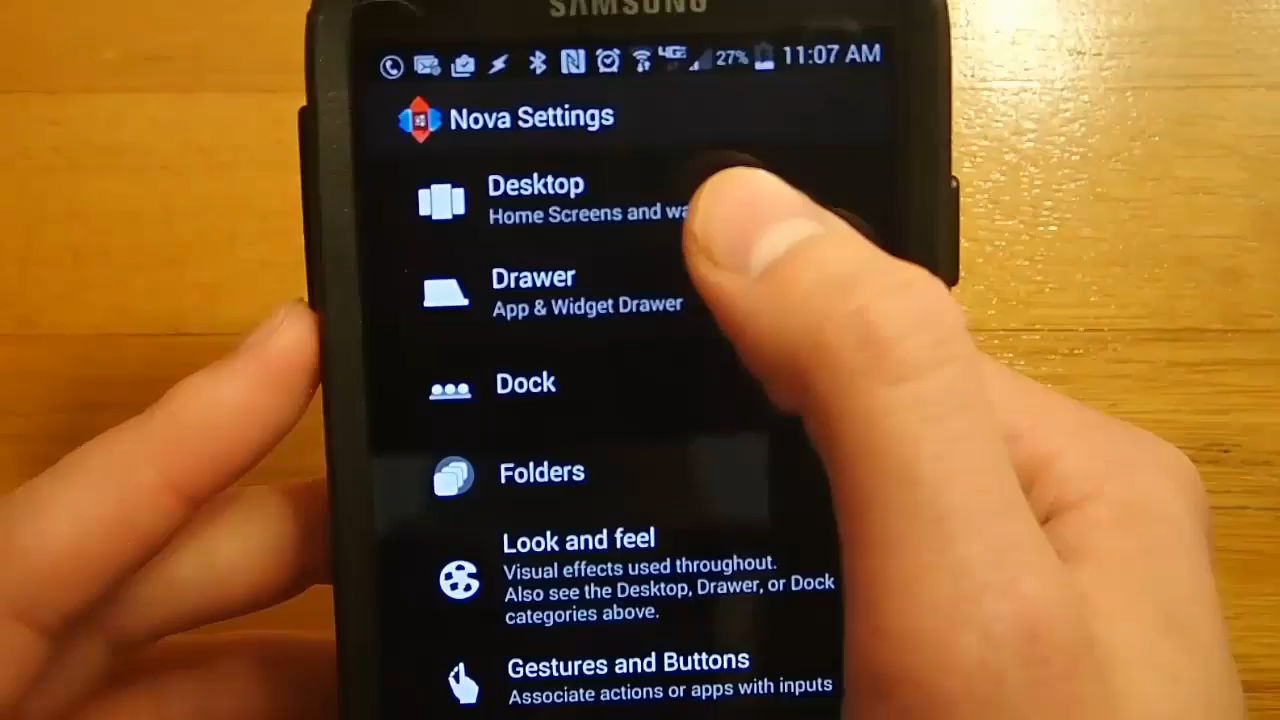 SAMSUNG
4GE 27% 11:07 AM
Nova Settings
Desktop
Home Screens and
Drawer
App & Widget Drawer
Dock
Folders
Look and feel
Visual effects used throughout.
Also see the Desktop, Drawer, or Dock
categories above.
Gestures and Buttons
Associate actions or apps with inputs